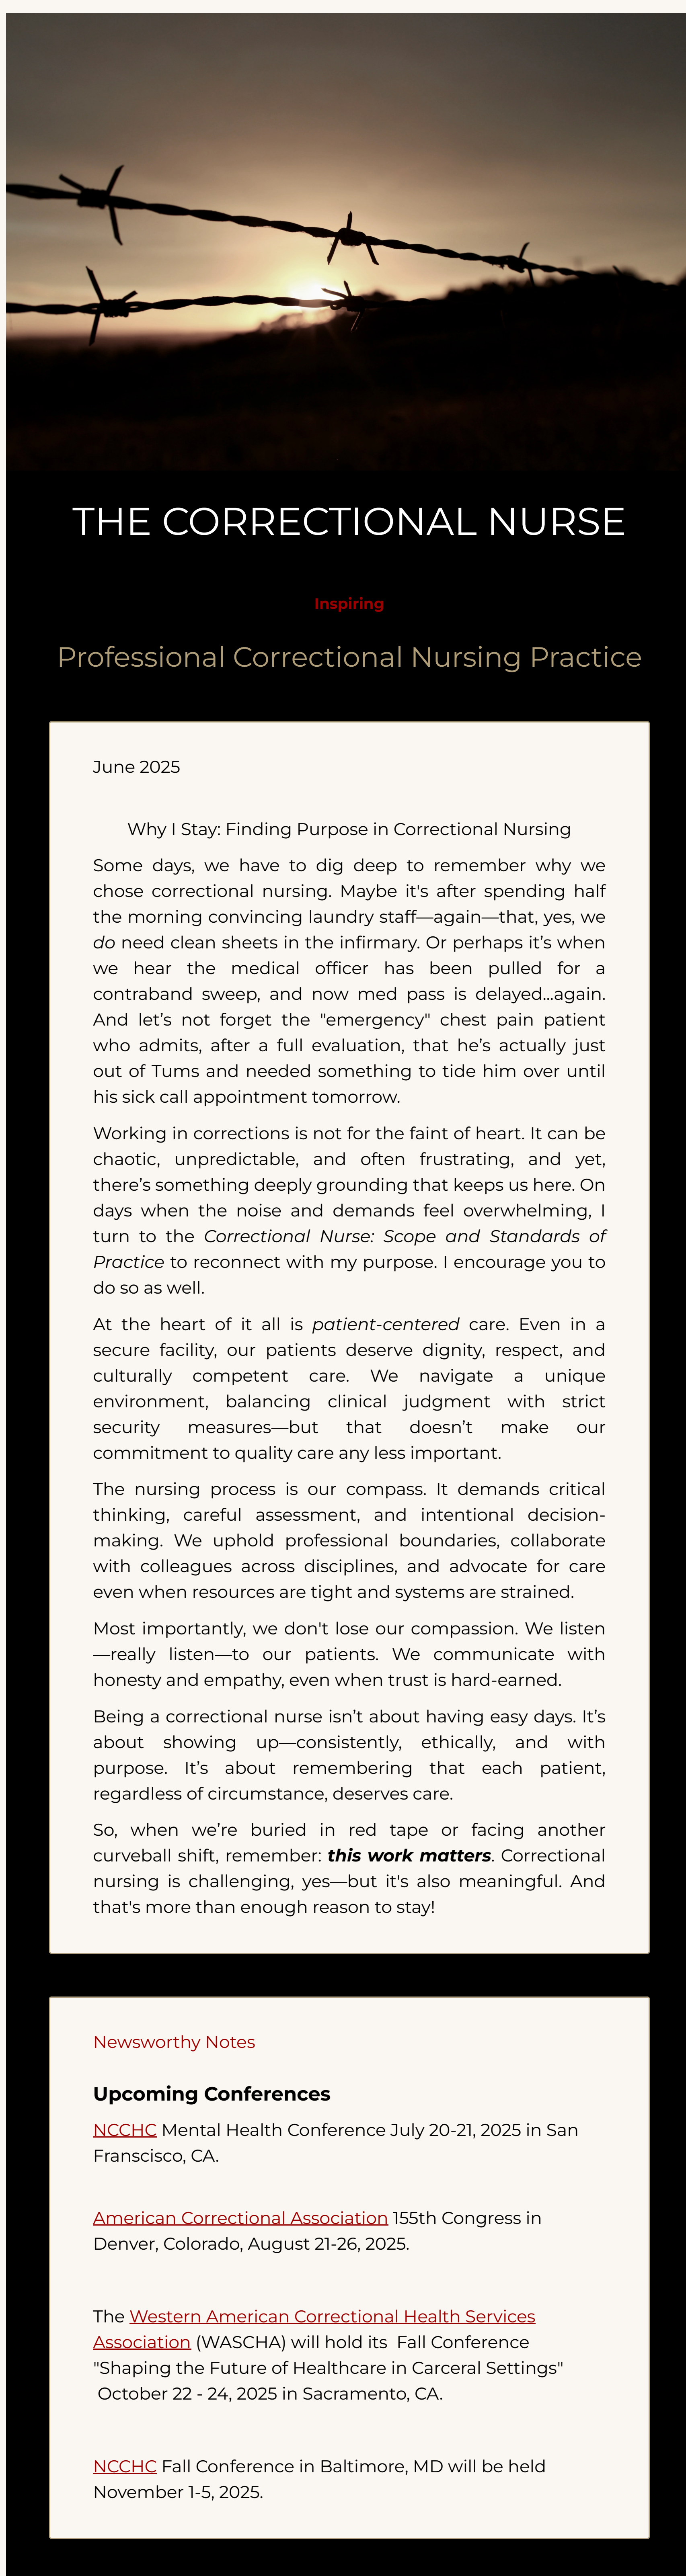 THE CORRECTIONAL NURSE
Inspiring
Professional Correctional Nursing Practice
June 2025
Why I Stay: Finding Purpose in Correctional Nursing
Some days, we have to dig deep to remember why we
chose correctional nursing. Maybe it's after spending half
the morning convincing laundry staff—again—that, yes, we
do need clean sheets in the infirmary. Or perhaps it’s when
we hear the medical officer has been pulled for a
contraband sweep, and now med pass is delayed…again.
And let’s not forget the "emergency" chest pain patient
who admits, after a full evaluation, that he’s actually just
out of Tums and needed something to tide him over until
his sick call appointment tomorrow.
Working in corrections is not for the faint of heart. It can be
chaotic, unpredictable, and often frustrating, and yet,
there’s something deeply grounding that keeps us here. On
days when the noise and demands feel overwhelming, I
turn to the Correctional Nurse: Scope and Standards of
Practice to reconnect with my purpose. I encourage you to
do so as well.
At the heart of it all is patient-centered care. Even in a
secure facility, our patients deserve dignity, respect, and
culturally competent care. We navigate a unique
environment, balancing clinical judgment with strict
security measures—but that doesn’t make our
commitment to quality care any less important.
The nursing process is our compass. It demands critical
thinking, careful assessment, and intentional decision-
making. We uphold professional boundaries, collaborate
with colleagues across disciplines, and advocate for care
even when resources are tight and systems are strained.
Most importantly, we don't lose our compassion. We listen
—really listen—to our patients. We communicate with
honesty and empathy, even when trust is hard-earned.
Being a correctional nurse isn’t about having easy days. It’s
about showing up—consistently, ethically, and with
purpose. It’s about remembering that each patient,
regardless of circumstance, deserves care.
So, when we’re buried in red tape or facing another
curveball shift, remember: this work matters. Correctional
nursing is challenging, yes—but it's also meaningful. And
that's more than enough reason to stay!
Newsworthy Notes
Upcoming Conferences
NCCHC Mental Health Conference July 20-21, 2025 in San
Franscisco, CA.
American Correctional Association 155th Congress in
Denver, Colorado, August 21-26, 2025.
The Western American Correctional Health Services
Association (WASCHA) will hold its  Fall Conference
"Shaping the Future of Healthcare in Carceral Settings"
October 22 - 24, 2025 in Sacramento, CA.
NCCHC Fall Conference in Baltimore, MD will be held
November 1-5, 2025.